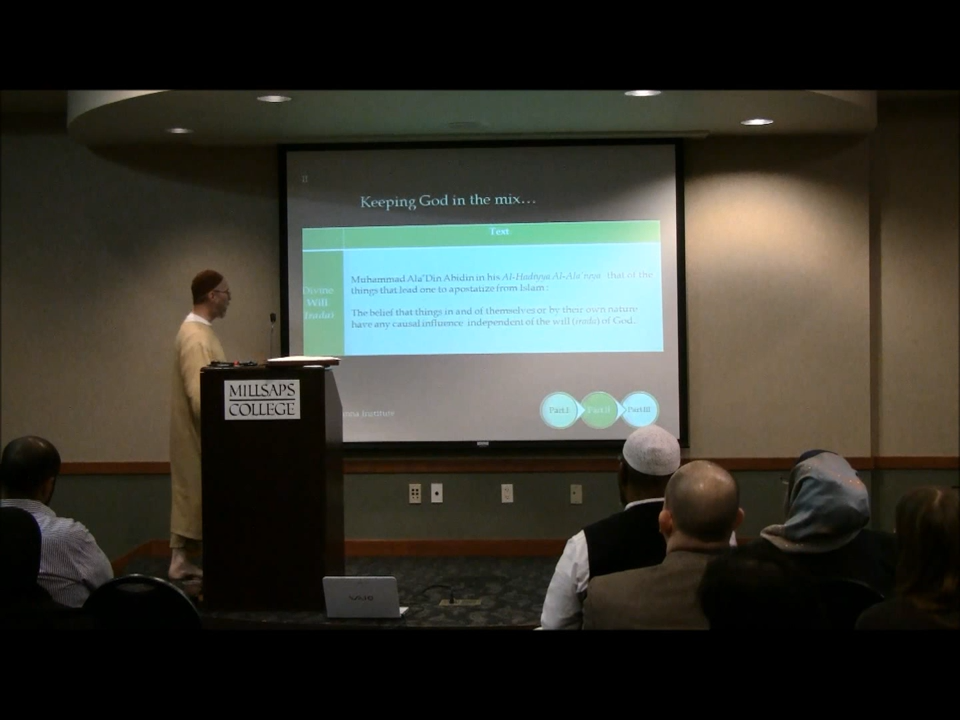 Keeping God in the mix...
Text
Muhammad Ala'Din Abidin in his Al-Hadiyya Al-Ala'iyya that of the
things that lead one to apostatize from Islam:
Divine
Will
(irada)
The belief that things in and of themselves or by their own nature
have any causal influence independent of the will (irada) of God.
MILLSAPS
COLLEGE
Institute
Part I
Part II
Part III